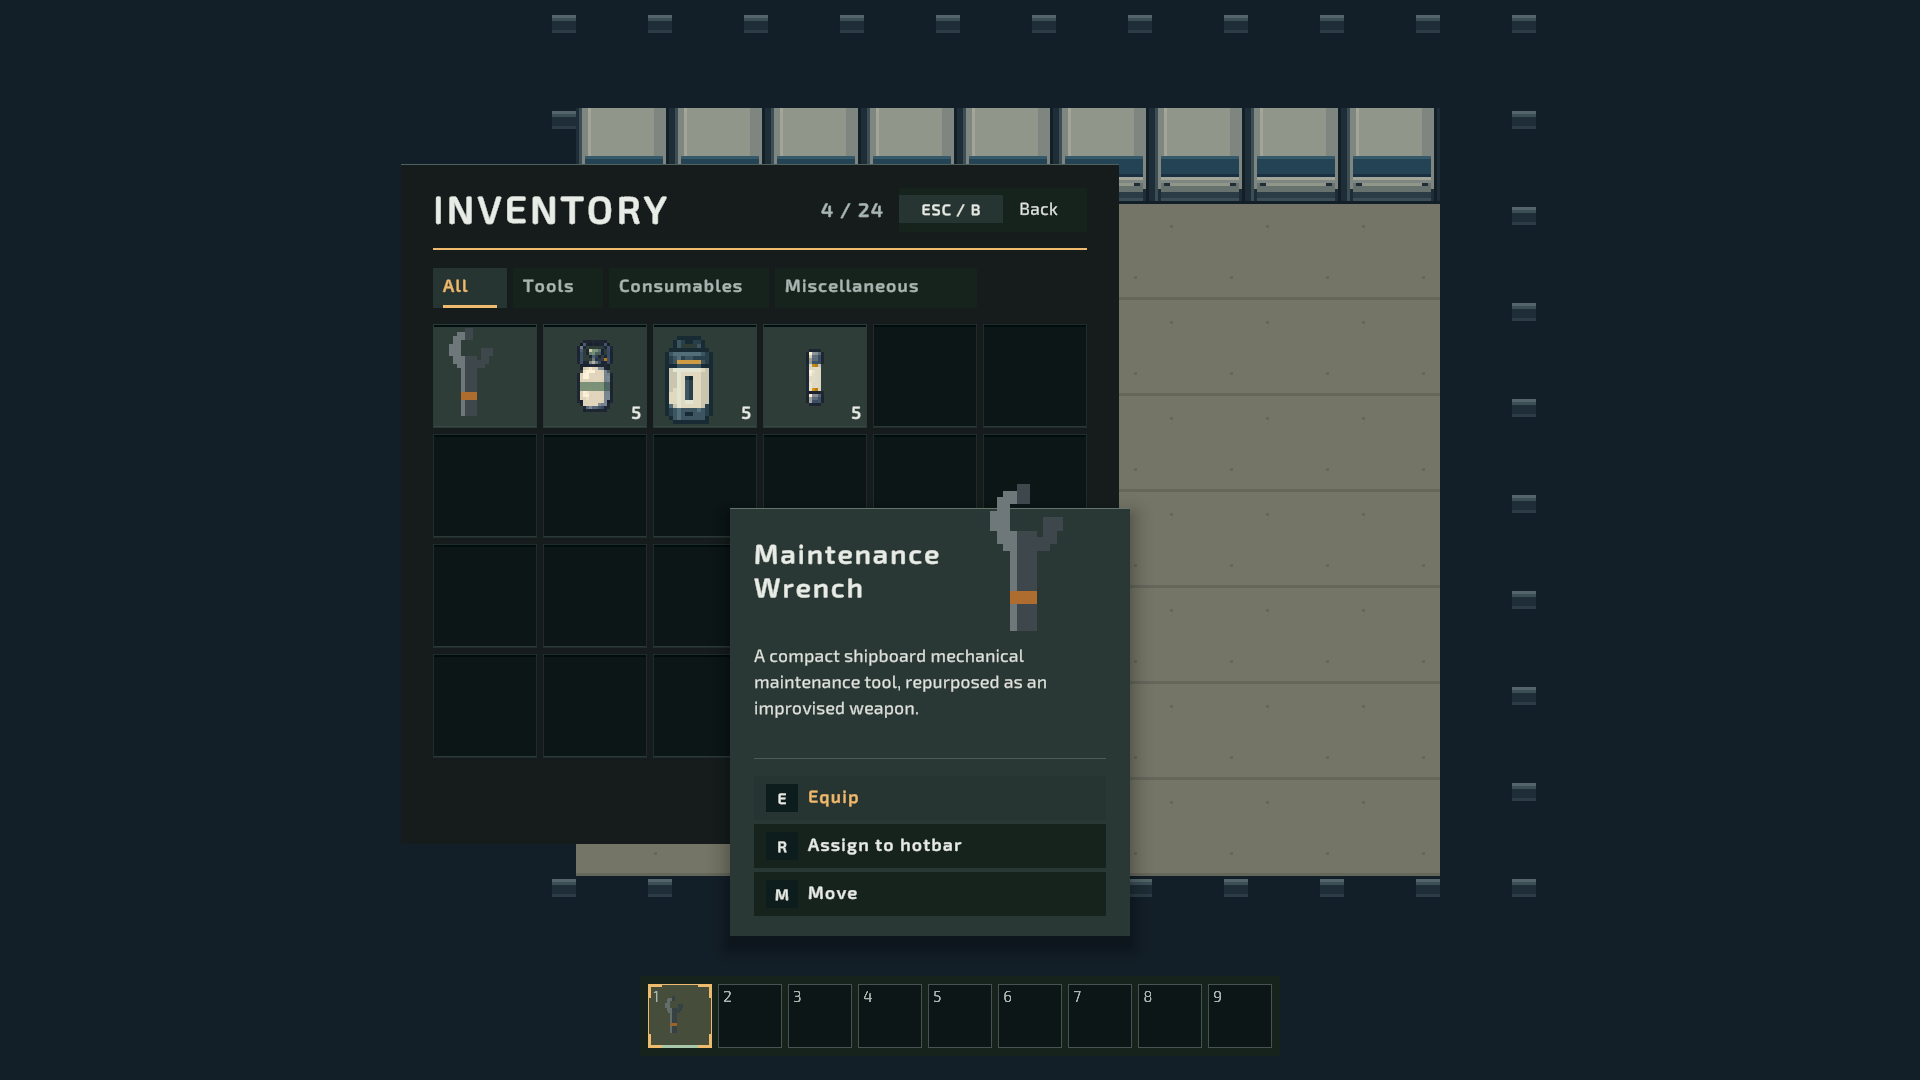 INVENTORY
4 / 24
ESC / B Back
All Tools Consumables Miscellaneous
5 5 5
Maintenance
Wrench
A compact shipboard mechanical
maintenance tool, repurposed as an
improvised weapon.
E Equip
R Assign to hotbar
M Move
1 2 3 4 5 6 7 8 9